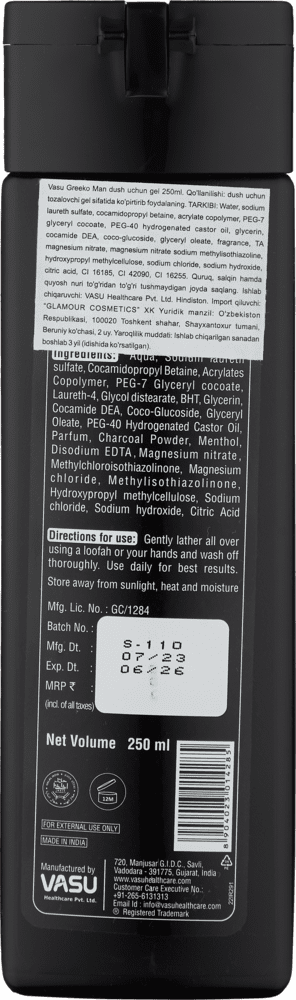 Vasu Greeko Man dush uchun gel 250ml. Qo'llanilishi: dush uchun
tozalovchi gel sifatida ko'pirtirib foydalaning. TARKIBI: Water, sodium
laureth sulfate, cocamidopropyl betaine, acrylate copolymer, PEG-7
glyceryl cocoate, PEG-40 hydrogenated castor oil, glycerin,
cocamide DEA, coco-glucoside, glyceryl oleate, fragrance, TA
magnesium nitrate, magnesium nitrate sodium methylisothiazoline,
hydroxypropyl methylcellulose, sodium chloride, sodium hydroxide,
citric acid, CI 16185, CI 42090, CI 16255. Quruq, salqin hamda
quyosh nuri to'g'ridan to'g'ri tushmaydigan joyda saqlang. Ishlab
chiqaruvchi: VASU Healthcare Pvt. Ltd. Hindiston. Import qiluvchi:
"GLAMOUR COSMETICS" XK Yuridik manzil: O'zbekiston
Respublikasi, 100020 Toshkent shahar, Shayxantoxur tumani,
Beruniy ko'chasi, 2 uy. Yaroqlilik muddati: Ishlab chiqarilgan sanadan
boshlab 3 yil (idishida ko'rsatilgan).
Ingredients: Aqua, Sodium laureth
sulfate, Cocamidopropyl Betaine, Acrylates
Copolymer, PEG-7 Glyceryl cocoate,
Laureth-4, Glycol distearate, BHT, Glycerin,
Cocamide DEA, Coco-Glucoside, Glyceryl
Oleate, PEG-40 Hydrogenated Castor Oil,
Parfum, Charcoal Powder, Menthol,
Disodium EDTA, Magnesium nitrate,
Methylchloroisothiazolinone, Magnesium
chloride, Methylisothiazolinone,
Hydroxypropyl methylcellulose, Sodium
chloride, Sodium hydroxide, Citric Acid
Directions for use: Gently lather all over
using a loofah or your hands and wash off
thoroughly. Use daily for best results.
Store away from sunlight, heat and moisture
Mfg. Lic. No. : GC/1284
Batch No. : S-110
Mfg. Dt. : 07/23
Exp. Dt. : 06/26
MRP ₹ :
(incl. of all taxes)
Net Volume 250 ml
12M
FOR EXTERNAL USE ONLY
MADE IN INDIA
8904023014285
Manufactured by
VASU
Healthcare Pvt. Ltd.
720, Manjusar G.I.D.C., Savli,
Vadodara - 391775, Gujarat, India
www.vasuhealthcare.com
Customer Care Executive No.:
+91-265-6131313
Email Id : info@vasuhealthcare.com
® Registered Trademark